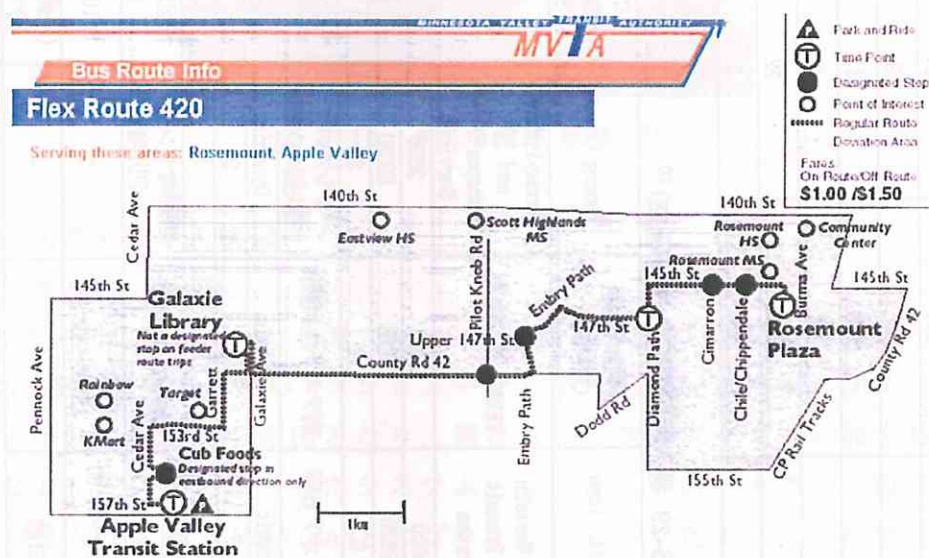 MINNESOTA VALLEY TRANSIT AUTHORITY
MVTA
Bus Route Info
Flex Route 420
Serving these areas: Rosemount, Apple Valley
P Park and Ride
T Time Point
Designated Stop
Point of Interest
Regular Route
Deviation Area
Fares
On Route/Off Route
$1.00 /$1.50
140th St
140th St
Cedar Ave
Eastview HS
Scott Highlands
MS
Rosemount
HS
Community
Center
Pilot Knob Rd
Rosemount MS
Burma Ave
145th St
145th St
145th St
Embry Path
Galaxie
Library
Not a designated
stop on feeder
route trips
T
Upper 147th St
147th St
T
T
Rosemount
Plaza
Cimarron
Chile/Chippendale
Diamond Path
County Rd 42
County Rd 42
Pennock Ave
Galaxie Ave
Garrett
Rainbow
Target
KMart
Cedar Ave
153rd St
Embry Path
Dodd Rd
CP Rail Tracks
155th St
Cub Foods
Designated stop in
eastbound direction only
157th St
T
P
Apple Valley
Transit Station
1km